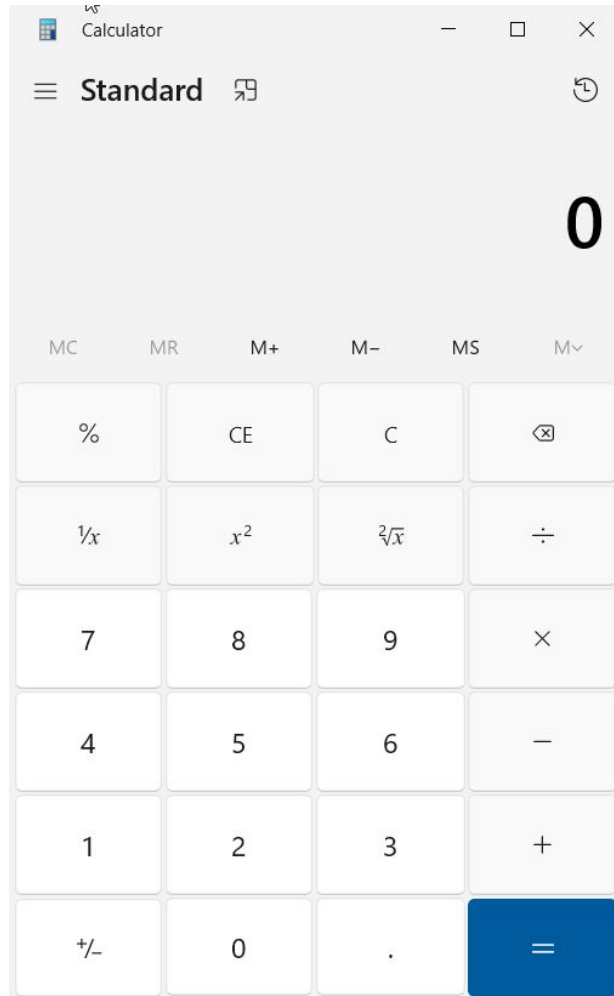 Calculator
Standard
0
MC MR M+ M− MS M
% CE C
¹/x x² ²√x ÷
7 8 9 ×
4 5 6 −
1 2 3 +
+/− 0 . =